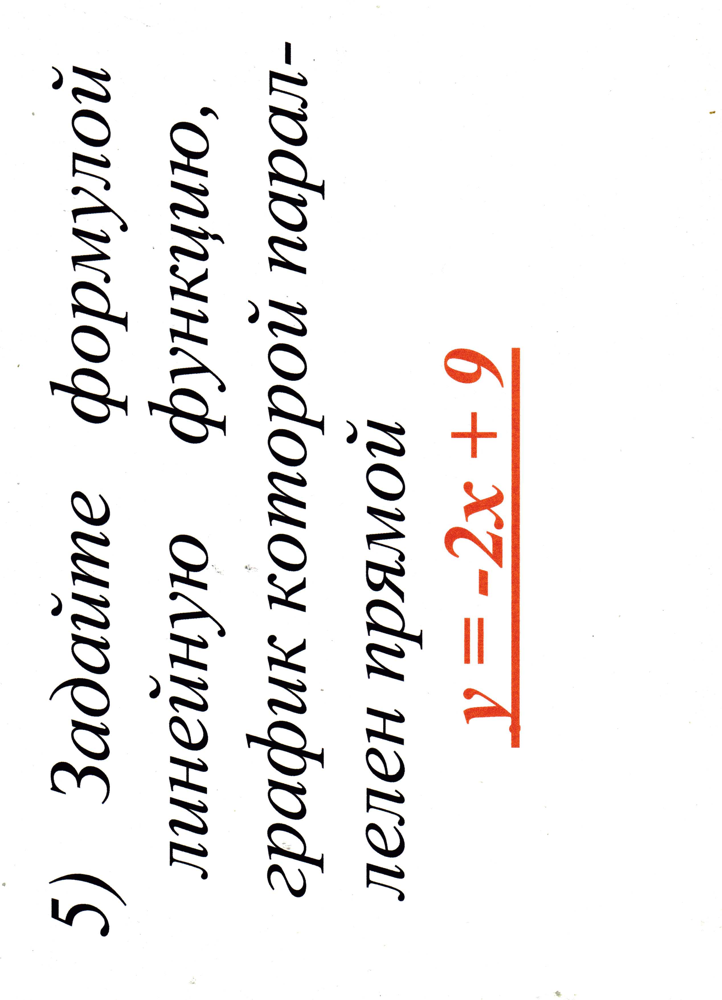 5) Задайте формулой
линейную функцию,
график которой парал-
лелен прямой
y = -2x + 9